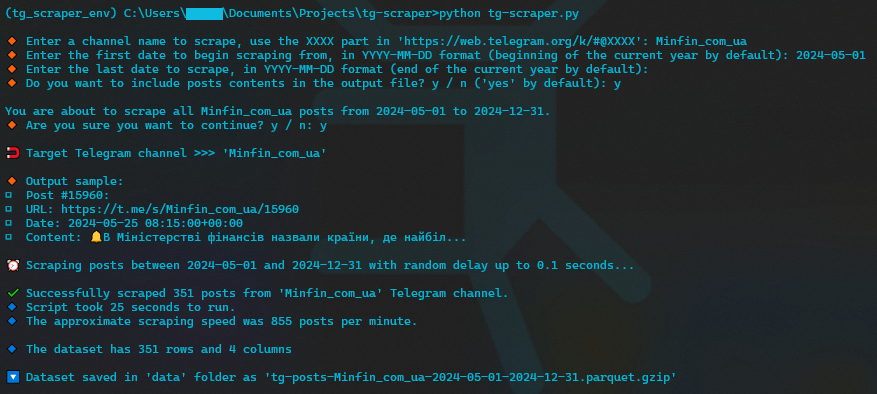 (tg_scraper_env) C:\Users\ \Documents\Projects\tg-scraper>python tg-scraper.py
🔸 Enter a channel name to scrape, use the XXXX part in 'https://web.telegram.org/k/#@XXXX': Minfin_com_ua
🔸 Enter the first date to begin scraping from, in YYYY-MM-DD format (beginning of the current year by default): 2024-05-01
🔸 Enter the last date to scrape, in YYYY-MM-DD format (end of the current year by default):
🔸 Do you want to include posts contents in the output file? y / n ('yes' by default): y
You are about to scrape all Minfin_com_ua posts from 2024-05-01 to 2024-12-31.
🔸 Are you sure you want to continue? y / n: y
🧲 Target Telegram channel >>> 'Minfin_com_ua'
🔸 Output sample:
▫ Post #15960:
▫ URL: https://t.me/s/Minfin_com_ua/15960
▫ Date: 2024-05-25 08:15:00+00:00
▫ Content: 🔔В Міністерстві фінансів назвали країни, де найбіл...
⏰ Scraping posts between 2024-05-01 and 2024-12-31 with random delay up to 0.1 seconds...
✅ Successfully scraped 351 posts from 'Minfin_com_ua' Telegram channel.
🔹 Script took 25 seconds to run.
🔹 The approximate scraping speed was 855 posts per minute.
🔹 The dataset has 351 rows and 4 columns
🔽 Dataset saved in 'data' folder as 'tg-posts-Minfin_com_ua-2024-05-01-2024-12-31.parquet.gzip'